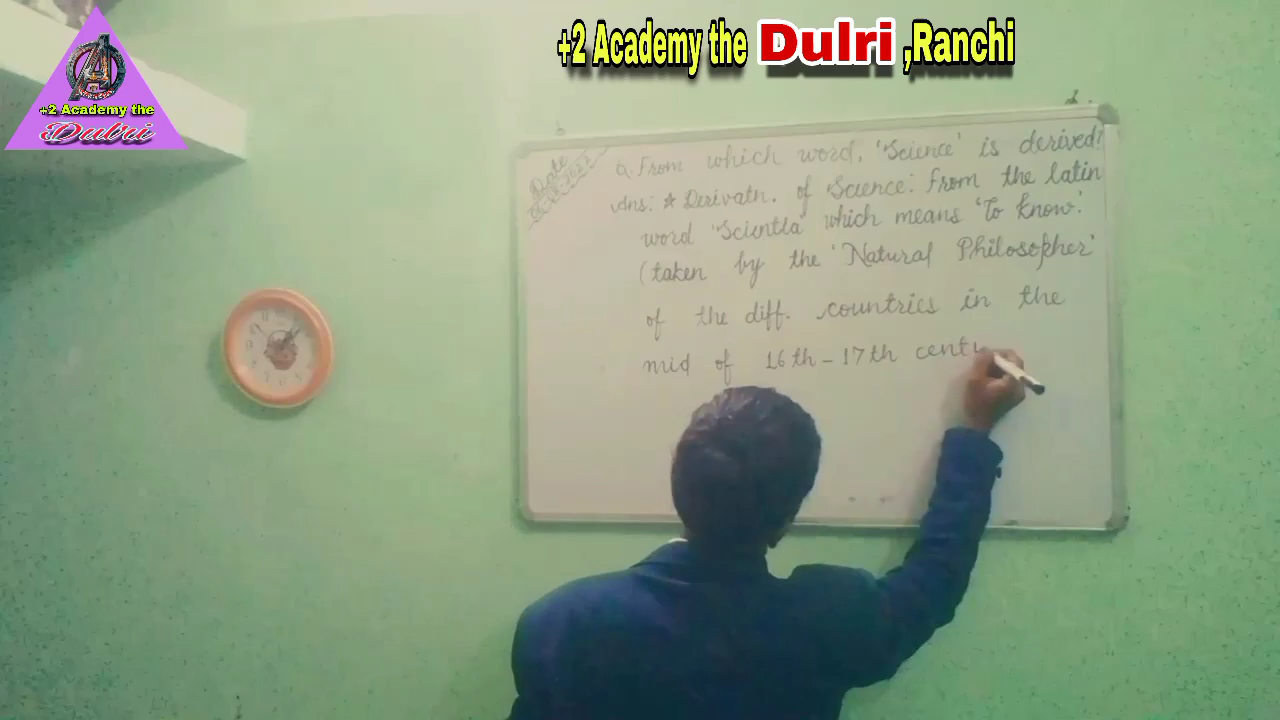 +2 Academy the Dulri ,Ranchi
+2 Academy the
Dulri
Date
Q. From which word, 'Science' is derived?
Ans: * Derivatn. of Science: From the latin
word 'Scientia' which means 'to know'.
(taken by the 'Natural Philosopher'
of the diff. countries in the
mid of 16th - 17th centu